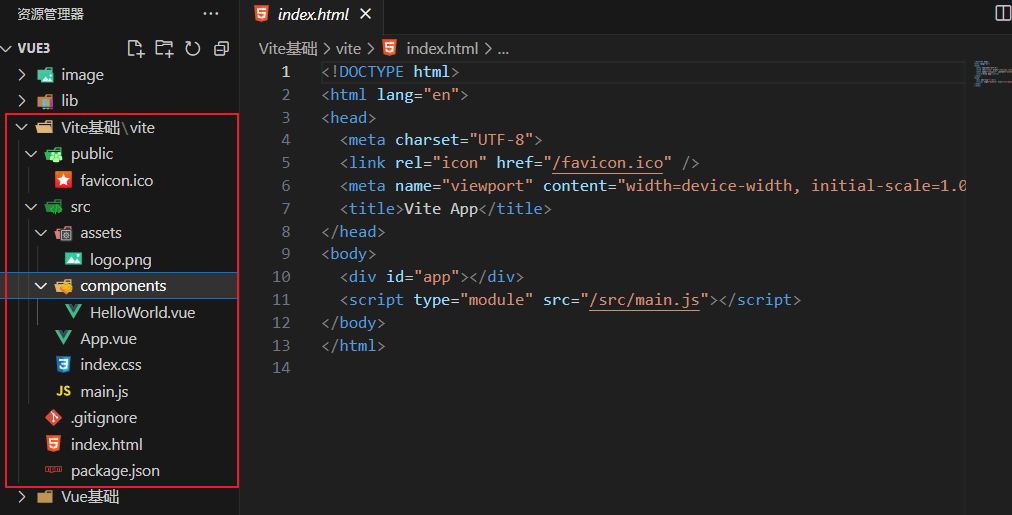 资源管理器
VUE3
image
lib
Vite基础\vite
public
favicon.ico
src
assets
logo.png
components
HelloWorld.vue
App.vue
index.css
JS main.js
.gitignore
index.html
package.json
Vue基础
index.html
Vite基础 > vite > index.html > ...
1 <!DOCTYPE html>
2 <html lang="en">
3 <head>
4 <meta charset="UTF-8">
5 <link rel="icon" href="/favicon.ico" />
6 <meta name="viewport" content="width=device-width, initial-scale=1.0
7 <title>Vite App</title>
8 </head>
9 <body>
10 <div id="app"></div>
11 <script type="module" src="/src/main.js"></script>
12 </body>
13 </html>
14